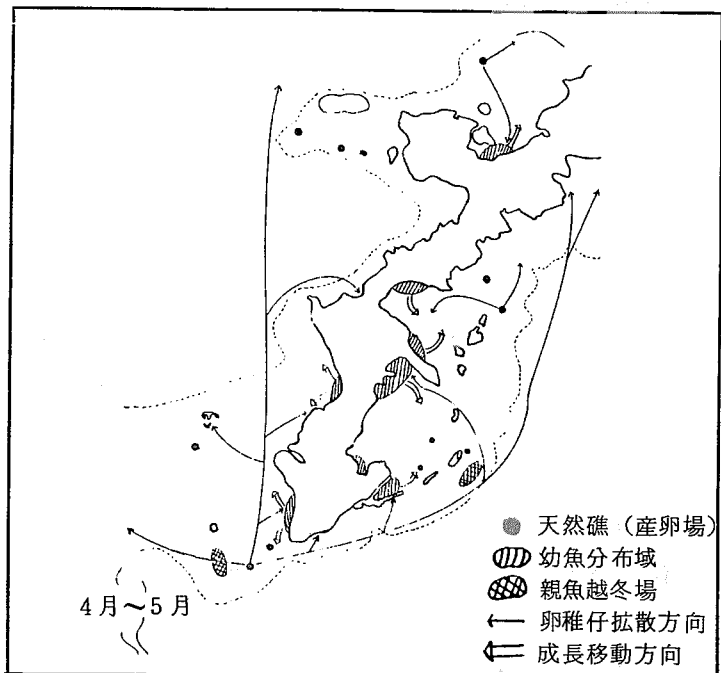 天然礁（産卵場）
幼魚分布域
親魚越冬場
卵稚仔拡散方向
成長移動方向
4月〜5月